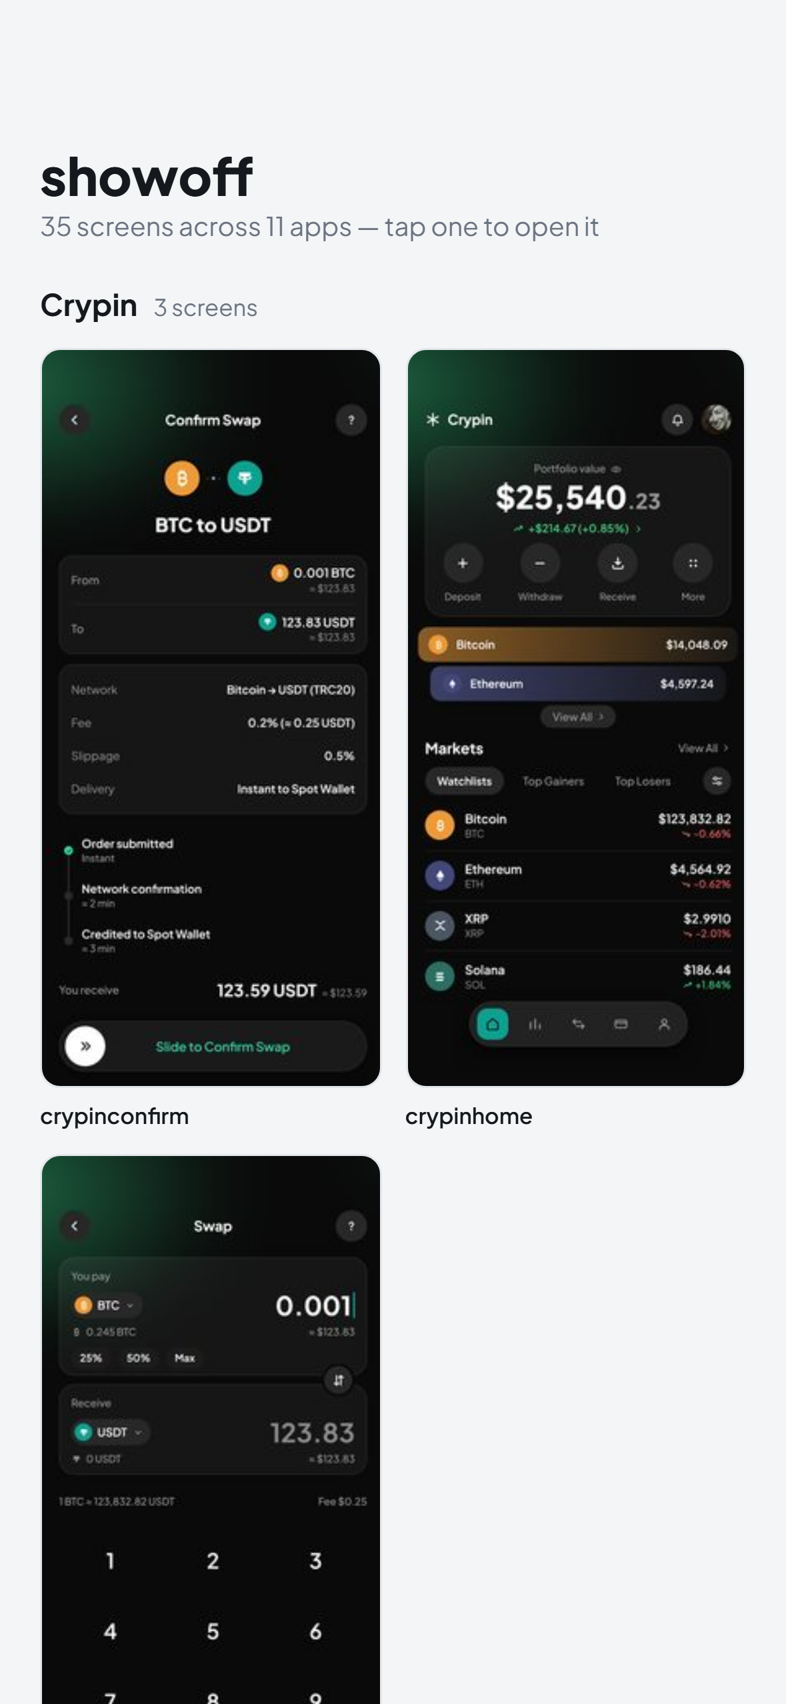 showoff
35 screens across 11 apps — tap one to open it
Crypin 3 screens
Confirm Swap ?
BTC to USDT
From 0.001 BTC
≈ $123.83
To 123.83 USDT
≈ $123.83
Network Bitcoin → USDT (TRC20)
Fee 0.2% (≈ 0.25 USDT)
Slippage 0.5%
Delivery Instant to Spot Wallet
Order submitted
Instant
Network confirmation
≈ 2 min
Credited to Spot Wallet
≈ 3 min
You receive 123.59 USDT ≈ $123.59
Slide to Confirm Swap
crypinconfirm
Crypin
Portfolio value
$25,540.23
+$214.67 (+0.85%)
Deposit Withdraw Receive More
Bitcoin $14,048.09
Ethereum $4,597.24
View All
Markets View All
Watchlists Top Gainers Top Losers
Bitcoin $123,832.82
BTC -0.66%
Ethereum $4,564.92
ETH -0.62%
XRP $2.9910
XRP -2.01%
Solana $186.44
SOL +1.84%
crypinhome
Swap ?
You pay
BTC 0.001
0.245 BTC ≈ $123.83
25% 50% Max
Receive
USDT 123.83
0 USDT ≈ $123.83
1 BTC ≈ 123,832.82 USDT Fee $0.25
1 2 3
4 5 6
7 8 9